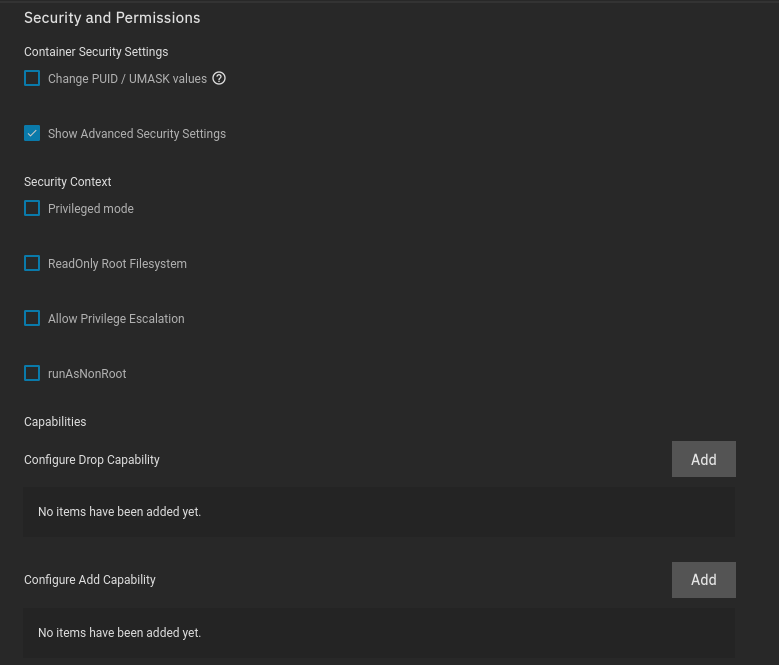 Security and Permissions
Container Security Settings
Change PUID / UMASK values
Show Advanced Security Settings
Security Context
Privileged mode
ReadOnly Root Filesystem
Allow Privilege Escalation
runAsNonRoot
Capabilities
Configure Drop Capability
Add
No items have been added yet.
Configure Add Capability
Add
No items have been added yet.